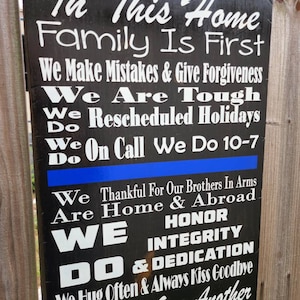 In This Home
Family Is First
We Make Mistakes & Give Forgiveness
We Are Tough
We Do Rescheduled Holidays
We Do On Call We Do 10-7
We Are Thankful For Our Brothers In Arms
Home & Abroad
WE DO HONOR
INTEGRITY
& DEDICATION
We Hug Often & Always Kiss Goodbye
Another